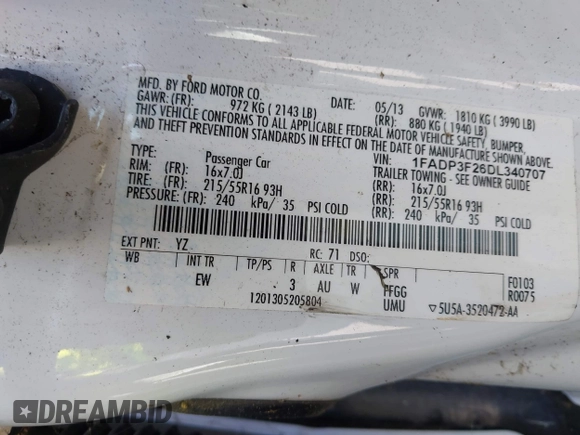 MFD. BY FORD MOTOR CO.
DATE: 05/13 GVWR: 1810 KG (3990 LB)
GAWR: (FR): 972 KG (2143 LB) (RR): 880 KG (1940 LB)
THIS VEHICLE CONFORMS TO ALL APPLICABLE FEDERAL MOTOR VEHICLE SAFETY, BUMPER,
AND THEFT PREVENTION STANDARDS IN EFFECT ON THE DATE OF MANUFACTURE SHOWN ABOVE.
VIN: 1FADP3F26DL340707
TYPE: Passenger Car TRAILER TOWING - SEE OWNER GUIDE
RIM: (FR): 16x7.0J (RR): 16x7.0J
TIRE: (FR): 215/55R16 93H (RR): 215/55R16 93H
PRESSURE: (FR): 240 kPa/ 35 PSI COLD (RR): 240 kPa/ 35 PSI COLD
EXT PNT: YZ RC: 71 DSO:
WB INT TR TP/PS R AXLE TR SPR
EW 3 AU W FFGG
F0103
R0075
1201305205804 UMU
5U5A-3520472-AA
DREAMBID